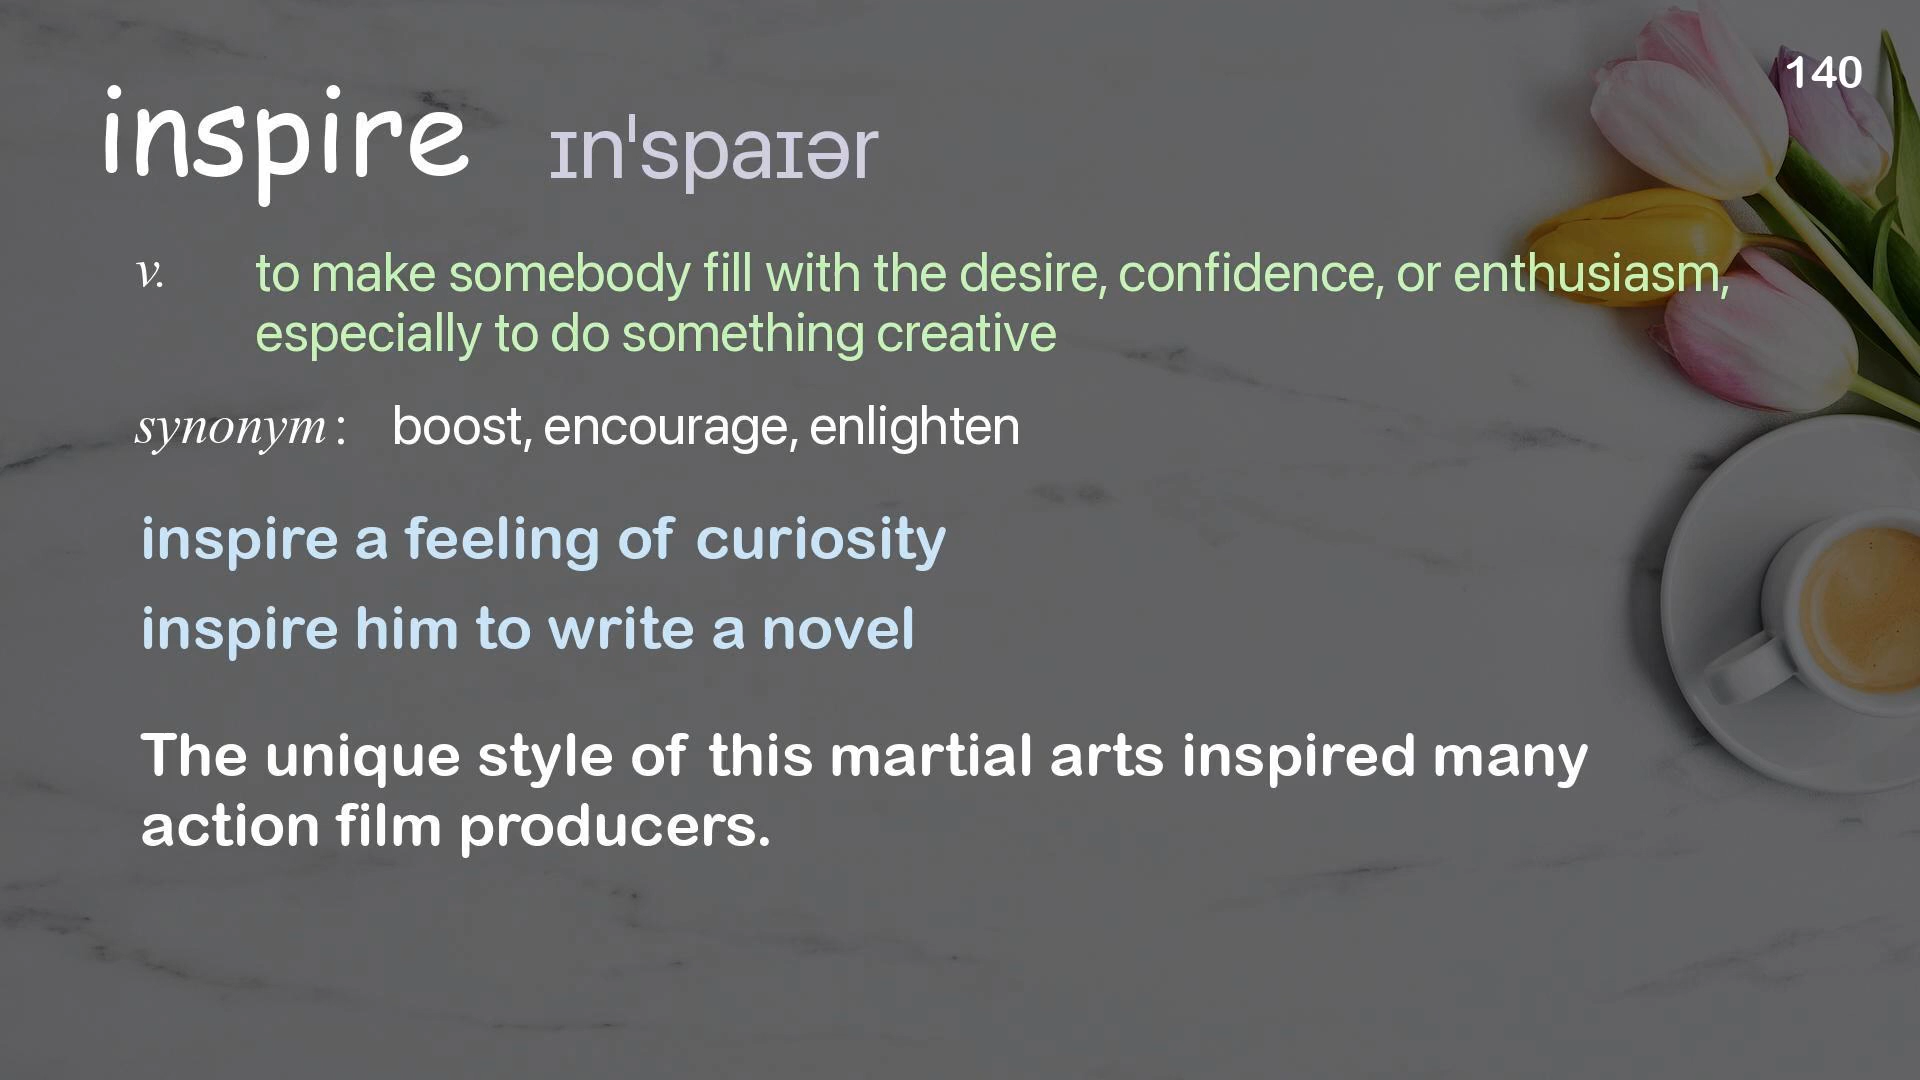 140
inspire ɪnˈspaɪər
v. to make somebody fill with the desire, confidence, or enthusiasm,
especially to do something creative
synonym : boost, encourage, enlighten
inspire a feeling of curiosity
inspire him to write a novel
The unique style of this martial arts inspired many
action film producers.